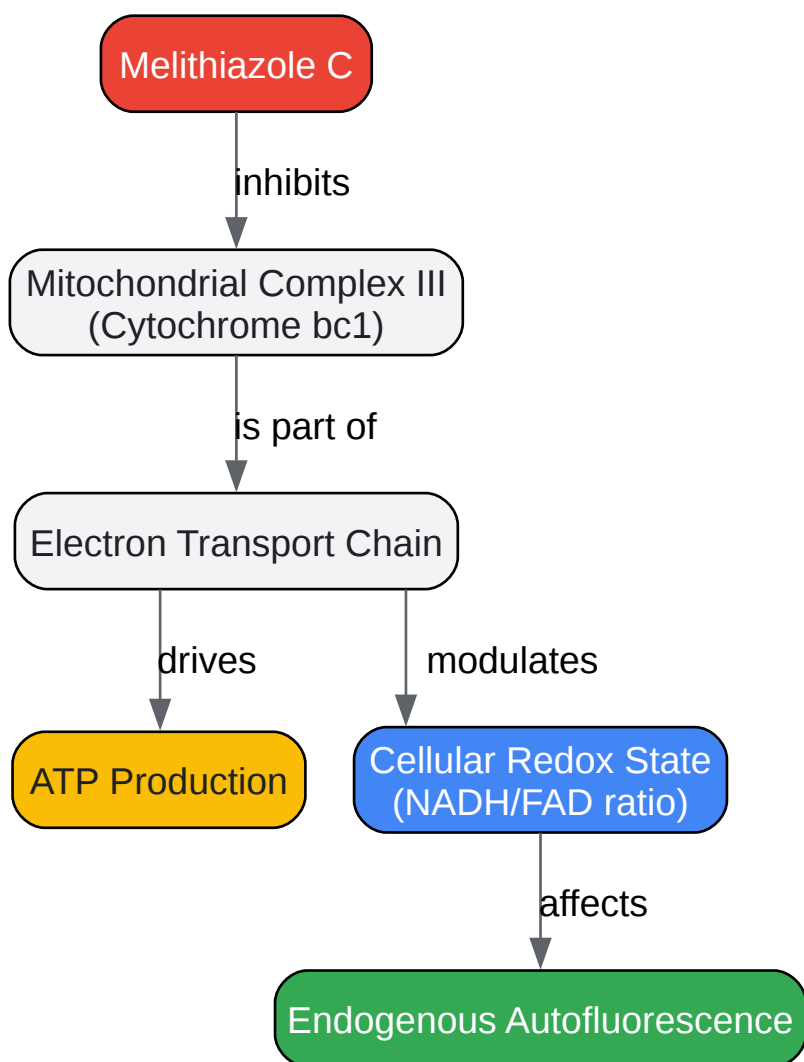 Melithiazole C
inhibits
Mitochondrial Complex III
(Cytochrome bc1)
is part of
Electron Transport Chain
drives
modulates
ATP Production
Cellular Redox State
(NADH/FAD ratio)
affects
Endogenous Autofluorescence